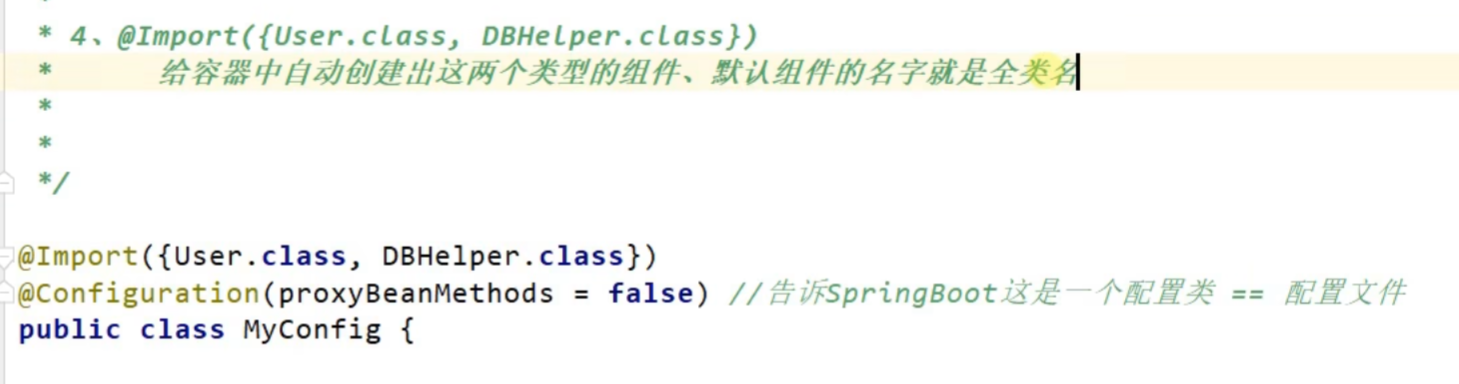 * 4、@Import({User.class, DBHelper.class})
* 给容器中自动创建出这两个类型的组件、默认组件的名字就是全类名
*
*
*/
@Import({User.class, DBHelper.class})
@Configuration(proxyBeanMethods = false) //告诉SpringBoot这是一个配置类 == 配置文件
public class MyConfig {